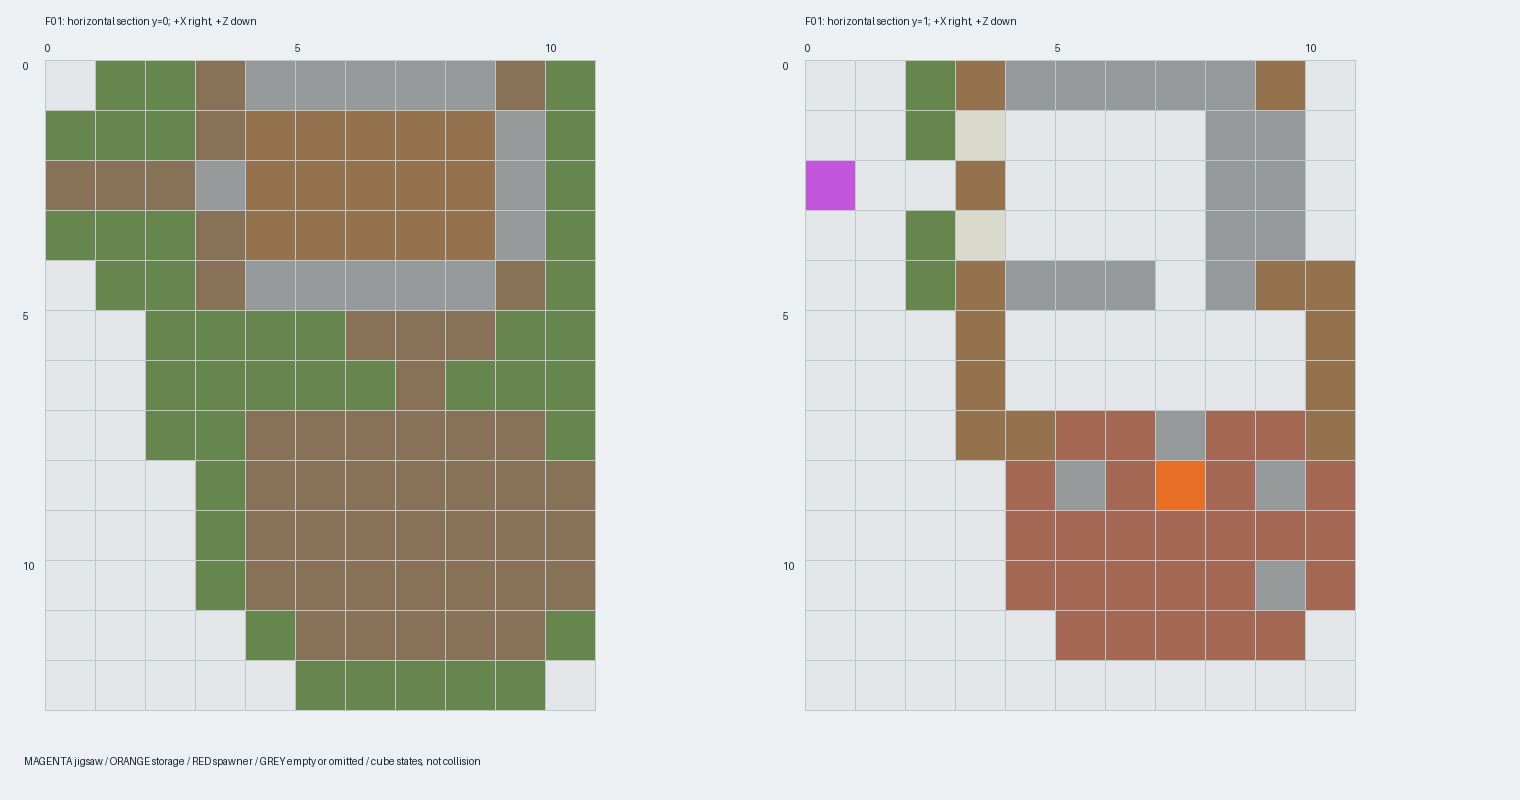 F01: horizontal section y=0; +X right, +Z down
F01: horizontal section y=1; +X right, +Z down
0 5 10
0 5 10
0
0
5
5
10
10
MAGENTA jigsaw / ORANGE storage / RED spawner / GREY empty or omitted / cube states, not collision